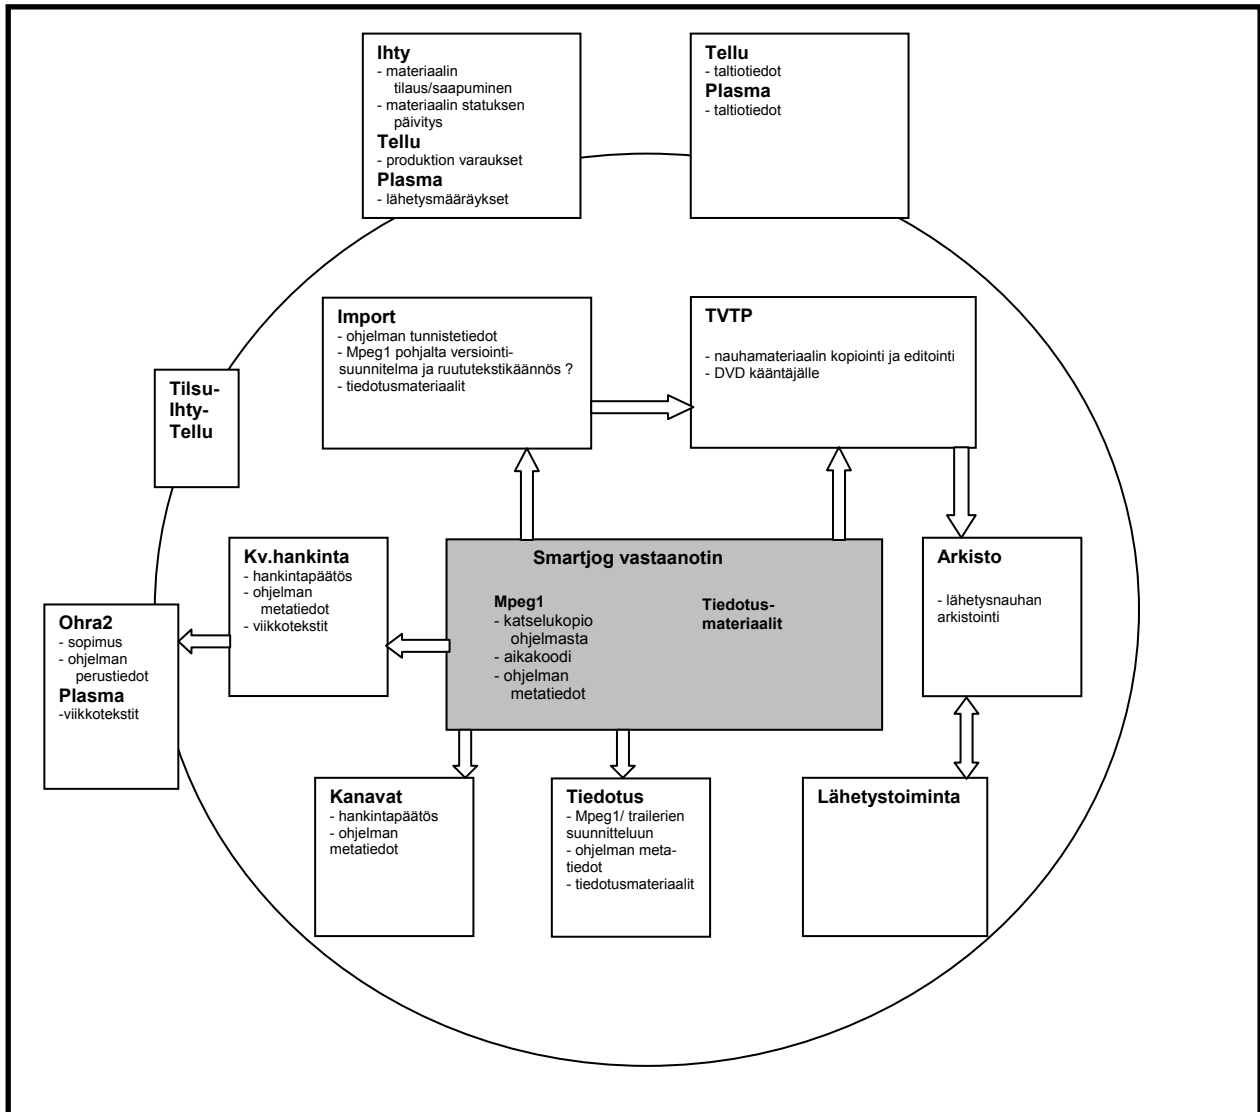 Ihty
- materiaalin
tilaus/saapuminen
- materiaalin statuksen
päivitys
Tellu
- produktion varaukset
Plasma
- lähetysmääräykset
Tellu
- taltiotiedot
Plasma
- taltiotiedot
Import
- ohjelman tunnistetiedot
- Mpeg1 pohjalta versiointi-
suunnitelma ja ruututekstikäännös ?
- tiedotusmateriaalit
TVTP
- nauhamateriaalin kopiointi ja editointi
- DVD kääntäjälle
Tilsu-
Ihty-
Tellu
Kv.hankinta
- hankintapäätös
- ohjelman
metatiedot
- viikkotekstit
Smartjog vastaanotin
Mpeg1
- katselukopio
ohjelmasta
- aikakoodi
- ohjelman
metatiedot
Tiedotus-
materiaalit
Arkisto
- lähetysnauhan
arkistointi
Ohra2
- sopimus
- ohjelman
perustiedot
Plasma
-viikkotekstit
Kanavat
- hankintapäätös
- ohjelman
metatiedot
Tiedotus
- Mpeg1/ trailerien
suunnitteluun
- ohjelman meta-
tiedot
- tiedotusmateriaalit
Lähetystoiminta